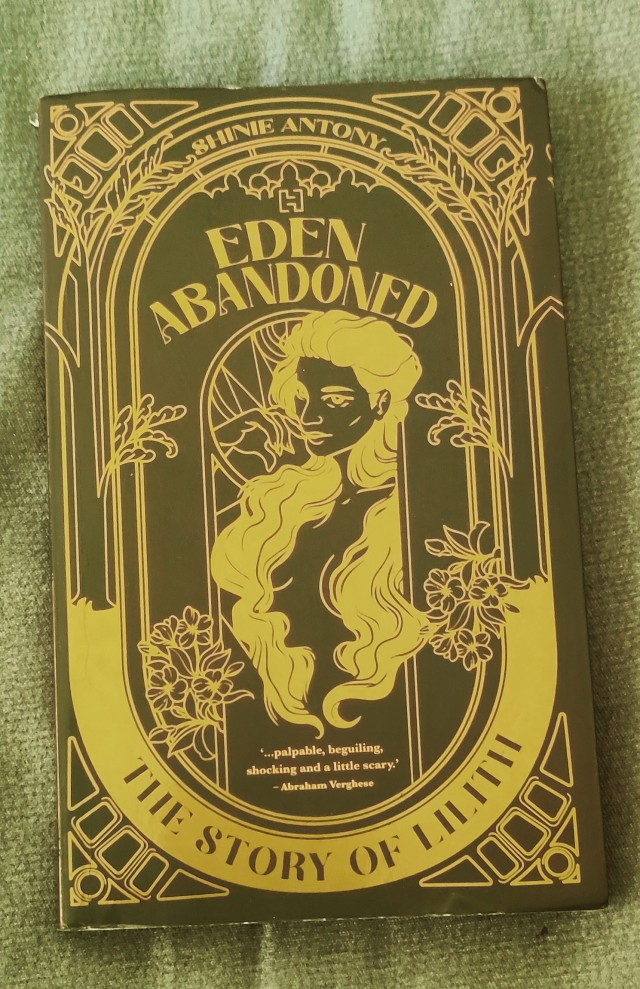 SHINIE ANTONY
EDEN
ABANDONED
‘...palpable, beguiling,
shocking and a little scary.’
– Abraham Verghese
THE STORY OF LILITH